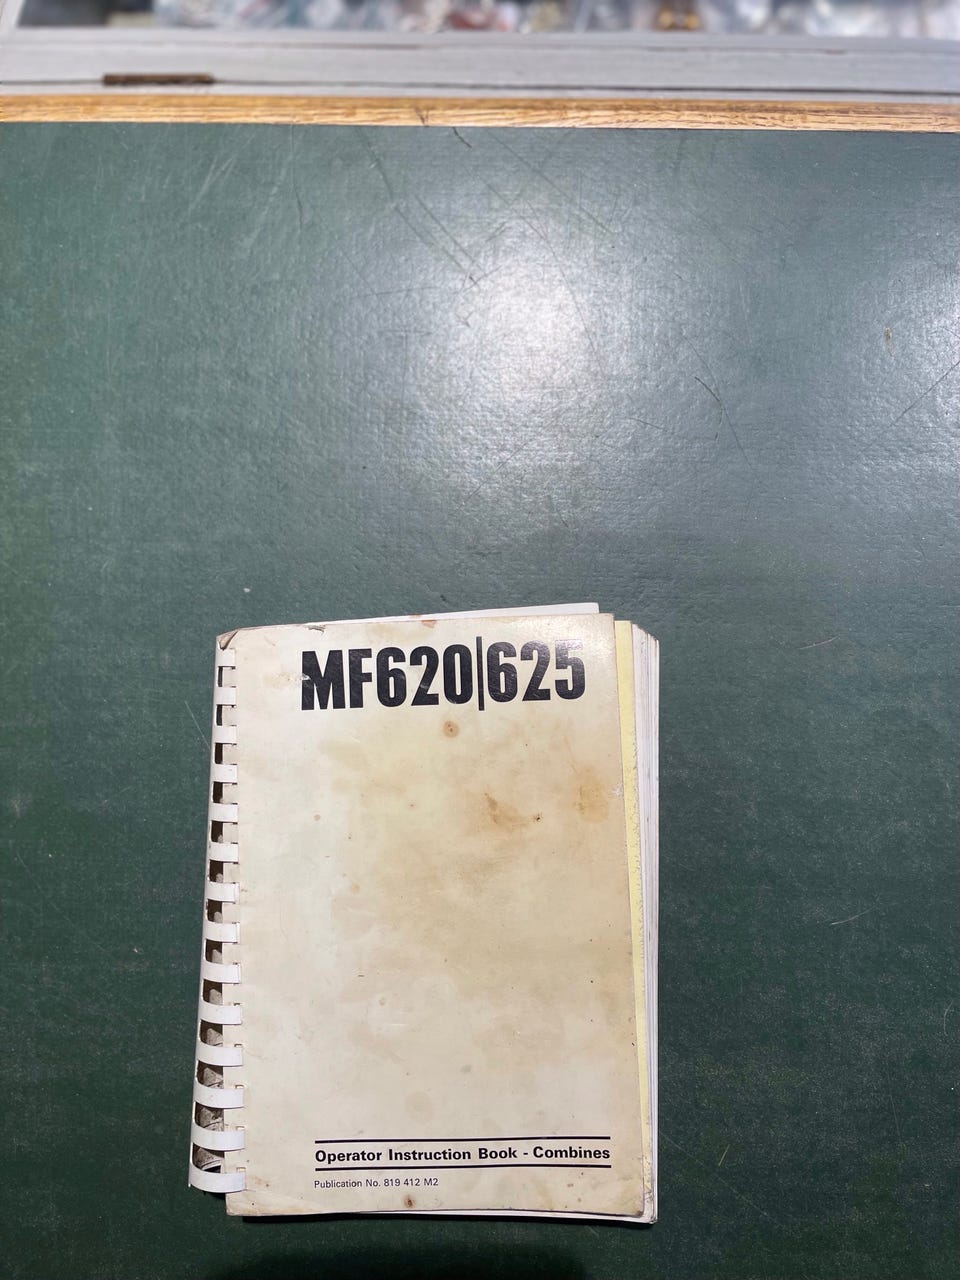 MF620|625
Operator Instruction Book - Combines
Publication No. 819 412 M2